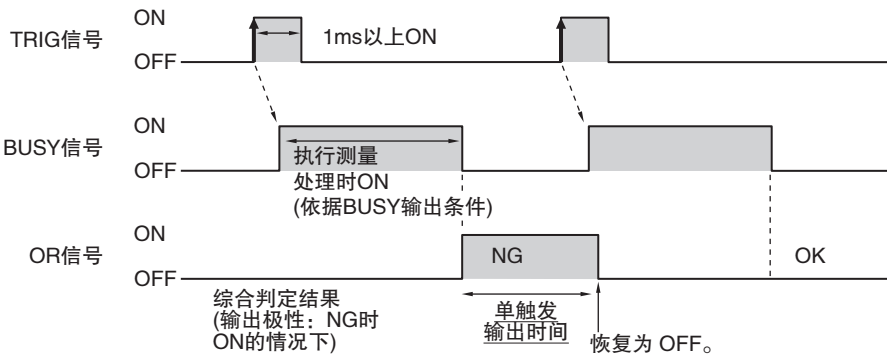 TRIG信号
ON
OFF
1ms以上ON
BUSY信号
ON
OFF
执行测量
处理时ON
(依据BUSY输出条件)
OR信号
ON
OFF
NG
OK
综合判定结果
(输出极性：NG时
ON的情况下)
单触发
输出时间
恢复为 OFF。